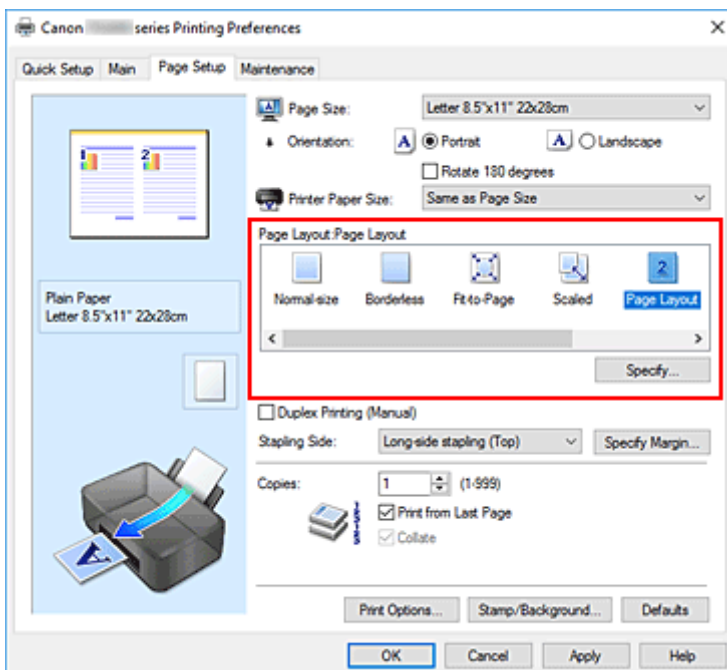 Canon series Printing Preferences
Quick Setup Main Page Setup Maintenance
Page Size: Letter 8.5"x11" 22x28cm
Orientation: A Portrait A Landscape
Rotate 180 degrees
Printer Paper Size: Same as Page Size
Page Layout:Page Layout
1 2
2
Normal-size Borderless Fit-to-Page Scaled Page Layout
Plain Paper
Letter 8.5"x11" 22x28cm
Specify...
Duplex Printing (Manual)
Stapling Side: Long-side stapling (Top) Specify Margin...
Copies: 1 (1-999)
Print from Last Page
Collate
A
Print Options... Stamp/Background... Defaults
OK Cancel Apply Help